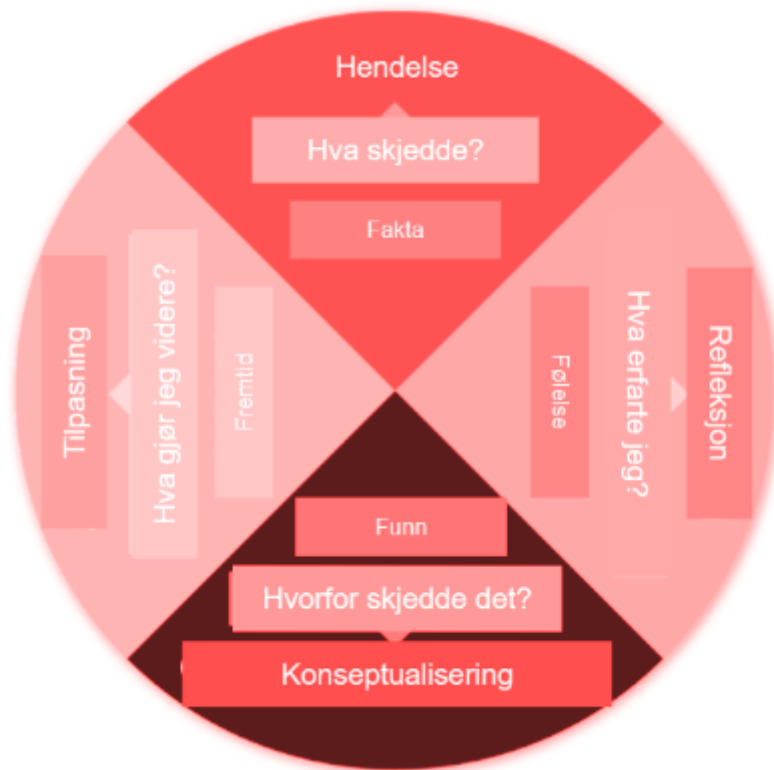 Hendelse
Hva skjedde?
Fakta
Refleksjon
Hva erfarte jeg?
Følelse
Funn
Hvorfor skjedde det?
Konseptualisering
Tilpasning
Hva gjør jeg videre?
Fremtid